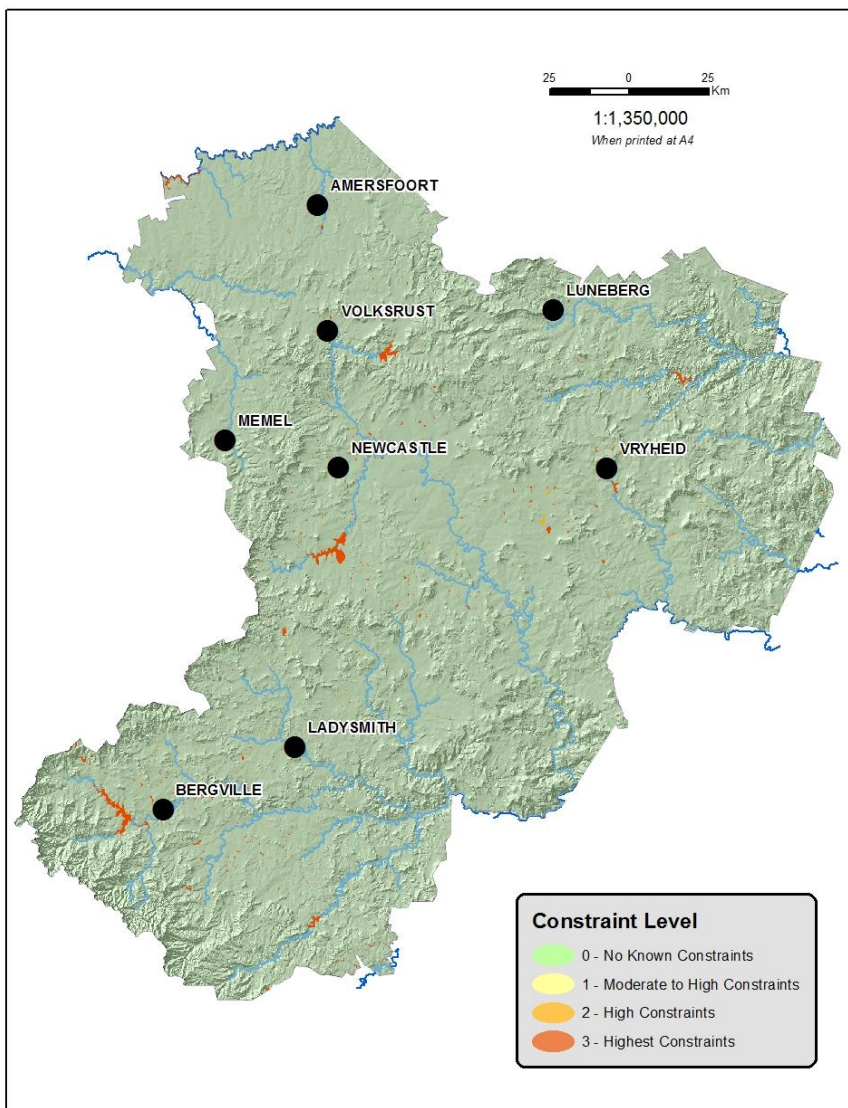 25 0 25
Km
1:1,350,000
When printed at A4
AMERSFOORT
LUNEBERG
VOLKSRUST
MEMEL
NEWCASTLE
VRYHEID
LADYSMITH
BERGVILLE
Constraint Level
0 - No Known Constraints
1 - Moderate to High Constraints
2 - High Constraints
3 - Highest Constraints